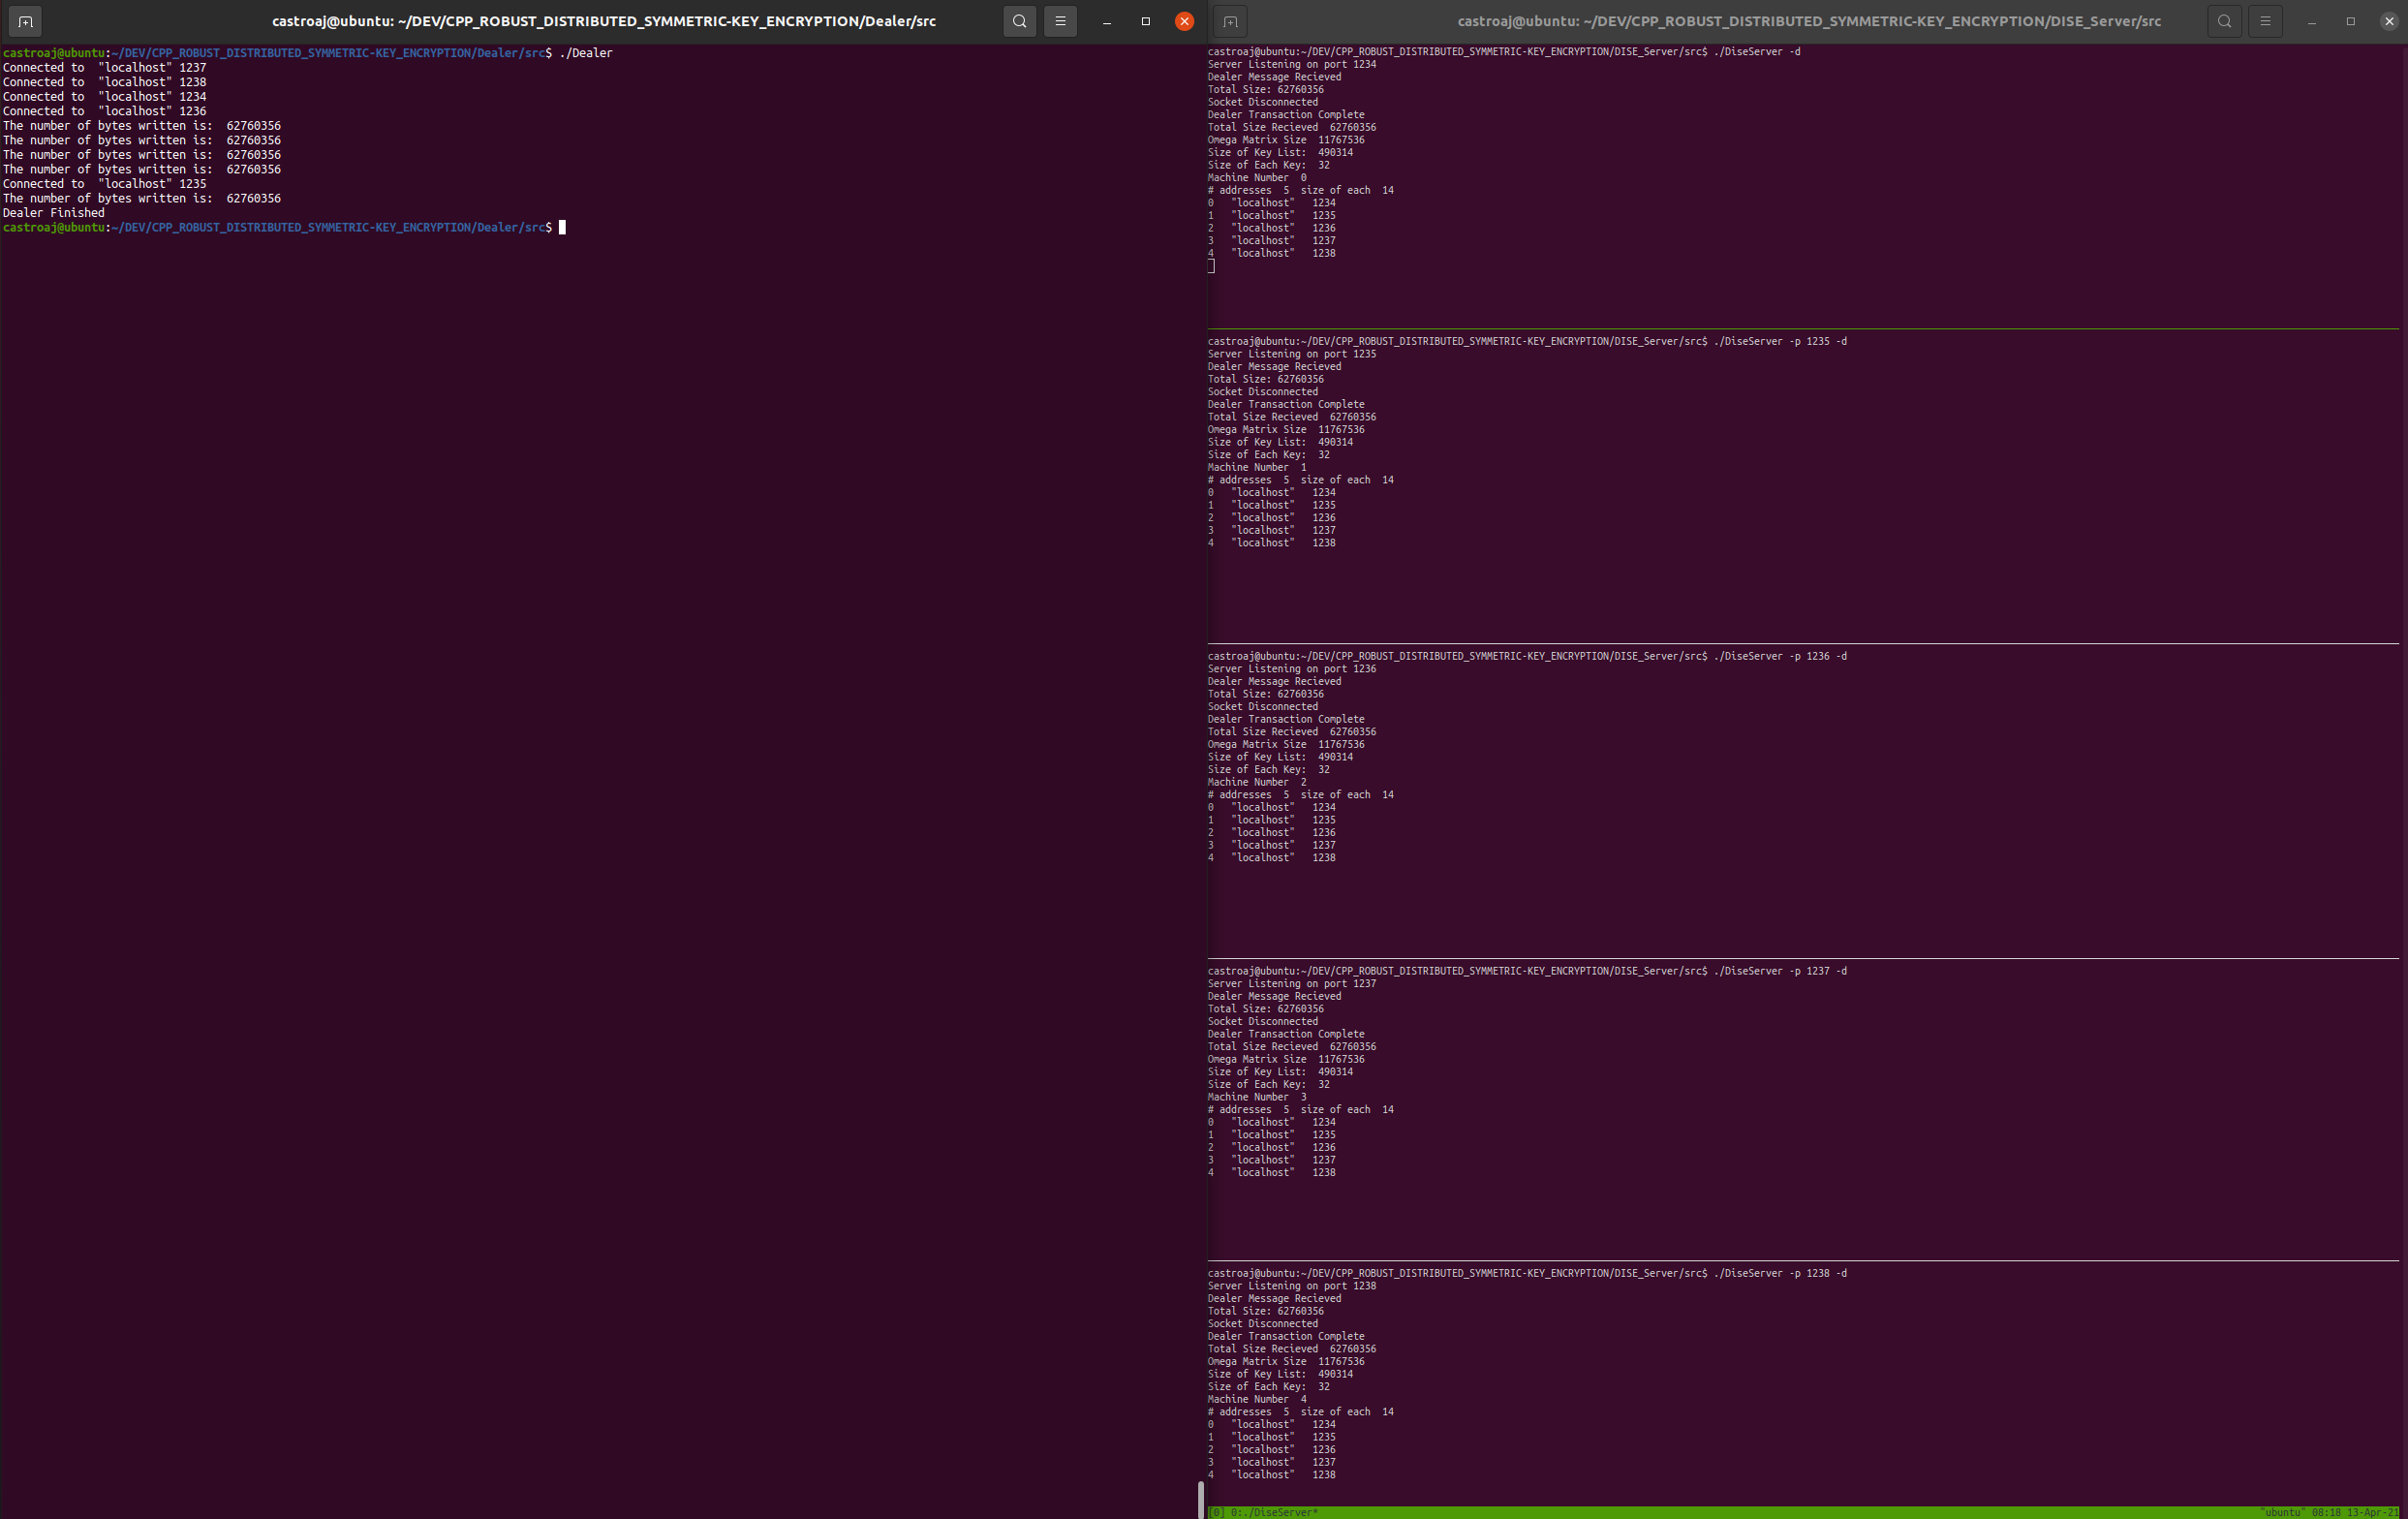 castroaj@ubuntu: ~/DEV/CPP_ROBUST_DISTRIBUTED_SYMMETRIC-KEY_ENCRYPTION/Dealer/src
castroaj@ubuntu:~/DEV/CPP_ROBUST_DISTRIBUTED_SYMMETRIC-KEY_ENCRYPTION/Dealer/src$ ./Dealer
Connected to  "localhost" 1237
Connected to  "localhost" 1238
Connected to  "localhost" 1234
Connected to  "localhost" 1236
The number of bytes written is:  62760356
The number of bytes written is:  62760356
The number of bytes written is:  62760356
The number of bytes written is:  62760356
Connected to  "localhost" 1235
The number of bytes written is:  62760356
Dealer Finished
castroaj@ubuntu:~/DEV/CPP_ROBUST_DISTRIBUTED_SYMMETRIC-KEY_ENCRYPTION/Dealer/src$
castroaj@ubuntu: ~/DEV/CPP_ROBUST_DISTRIBUTED_SYMMETRIC-KEY_ENCRYPTION/DISE_Server/src
castroaj@ubuntu:~/DEV/CPP_ROBUST_DISTRIBUTED_SYMMETRIC-KEY_ENCRYPTION/DISE_Server/src$ ./DiseServer -d
Server Listening on port 1234
Dealer Message Recieved
Total Size: 62760356
Socket Disconnected
Dealer Transaction Complete
Total Size Recieved  62760356
Omega Matrix Size  11767536
Size of Key List:  490314
Size of Each Key:  32
Machine Number  0
# addresses  5  size of each  14
0   "localhost"   1234
1   "localhost"   1235
2   "localhost"   1236
3   "localhost"   1237
4   "localhost"   1238
castroaj@ubuntu:~/DEV/CPP_ROBUST_DISTRIBUTED_SYMMETRIC-KEY_ENCRYPTION/DISE_Server/src$ ./DiseServer -p 1235 -d
Server Listening on port 1235
Dealer Message Recieved
Total Size: 62760356
Socket Disconnected
Dealer Transaction Complete
Total Size Recieved  62760356
Omega Matrix Size  11767536
Size of Key List:  490314
Size of Each Key:  32
Machine Number  1
# addresses  5  size of each  14
0   "localhost"   1234
1   "localhost"   1235
2   "localhost"   1236
3   "localhost"   1237
4   "localhost"   1238
castroaj@ubuntu:~/DEV/CPP_ROBUST_DISTRIBUTED_SYMMETRIC-KEY_ENCRYPTION/DISE_Server/src$ ./DiseServer -p 1236 -d
Server Listening on port 1236
Dealer Message Recieved
Total Size: 62760356
Socket Disconnected
Dealer Transaction Complete
Total Size Recieved  62760356
Omega Matrix Size  11767536
Size of Key List:  490314
Size of Each Key:  32
Machine Number  2
# addresses  5  size of each  14
0   "localhost"   1234
1   "localhost"   1235
2   "localhost"   1236
3   "localhost"   1237
4   "localhost"   1238
castroaj@ubuntu:~/DEV/CPP_ROBUST_DISTRIBUTED_SYMMETRIC-KEY_ENCRYPTION/DISE_Server/src$ ./DiseServer -p 1237 -d
Server Listening on port 1237
Dealer Message Recieved
Total Size: 62760356
Socket Disconnected
Dealer Transaction Complete
Total Size Recieved  62760356
Omega Matrix Size  11767536
Size of Key List:  490314
Size of Each Key:  32
Machine Number  3
# addresses  5  size of each  14
0   "localhost"   1234
1   "localhost"   1235
2   "localhost"   1236
3   "localhost"   1237
4   "localhost"   1238
castroaj@ubuntu:~/DEV/CPP_ROBUST_DISTRIBUTED_SYMMETRIC-KEY_ENCRYPTION/DISE_Server/src$ ./DiseServer -p 1238 -d
Server Listening on port 1238
Dealer Message Recieved
Total Size: 62760356
Socket Disconnected
Dealer Transaction Complete
Total Size Recieved  62760356
Omega Matrix Size  11767536
Size of Key List:  490314
Size of Each Key:  32
Machine Number  4
# addresses  5  size of each  14
0   "localhost"   1234
1   "localhost"   1235
2   "localhost"   1236
3   "localhost"   1237
4   "localhost"   1238
[0] 0:./DiseServer* "ubuntu" 08:18 13-Apr-21